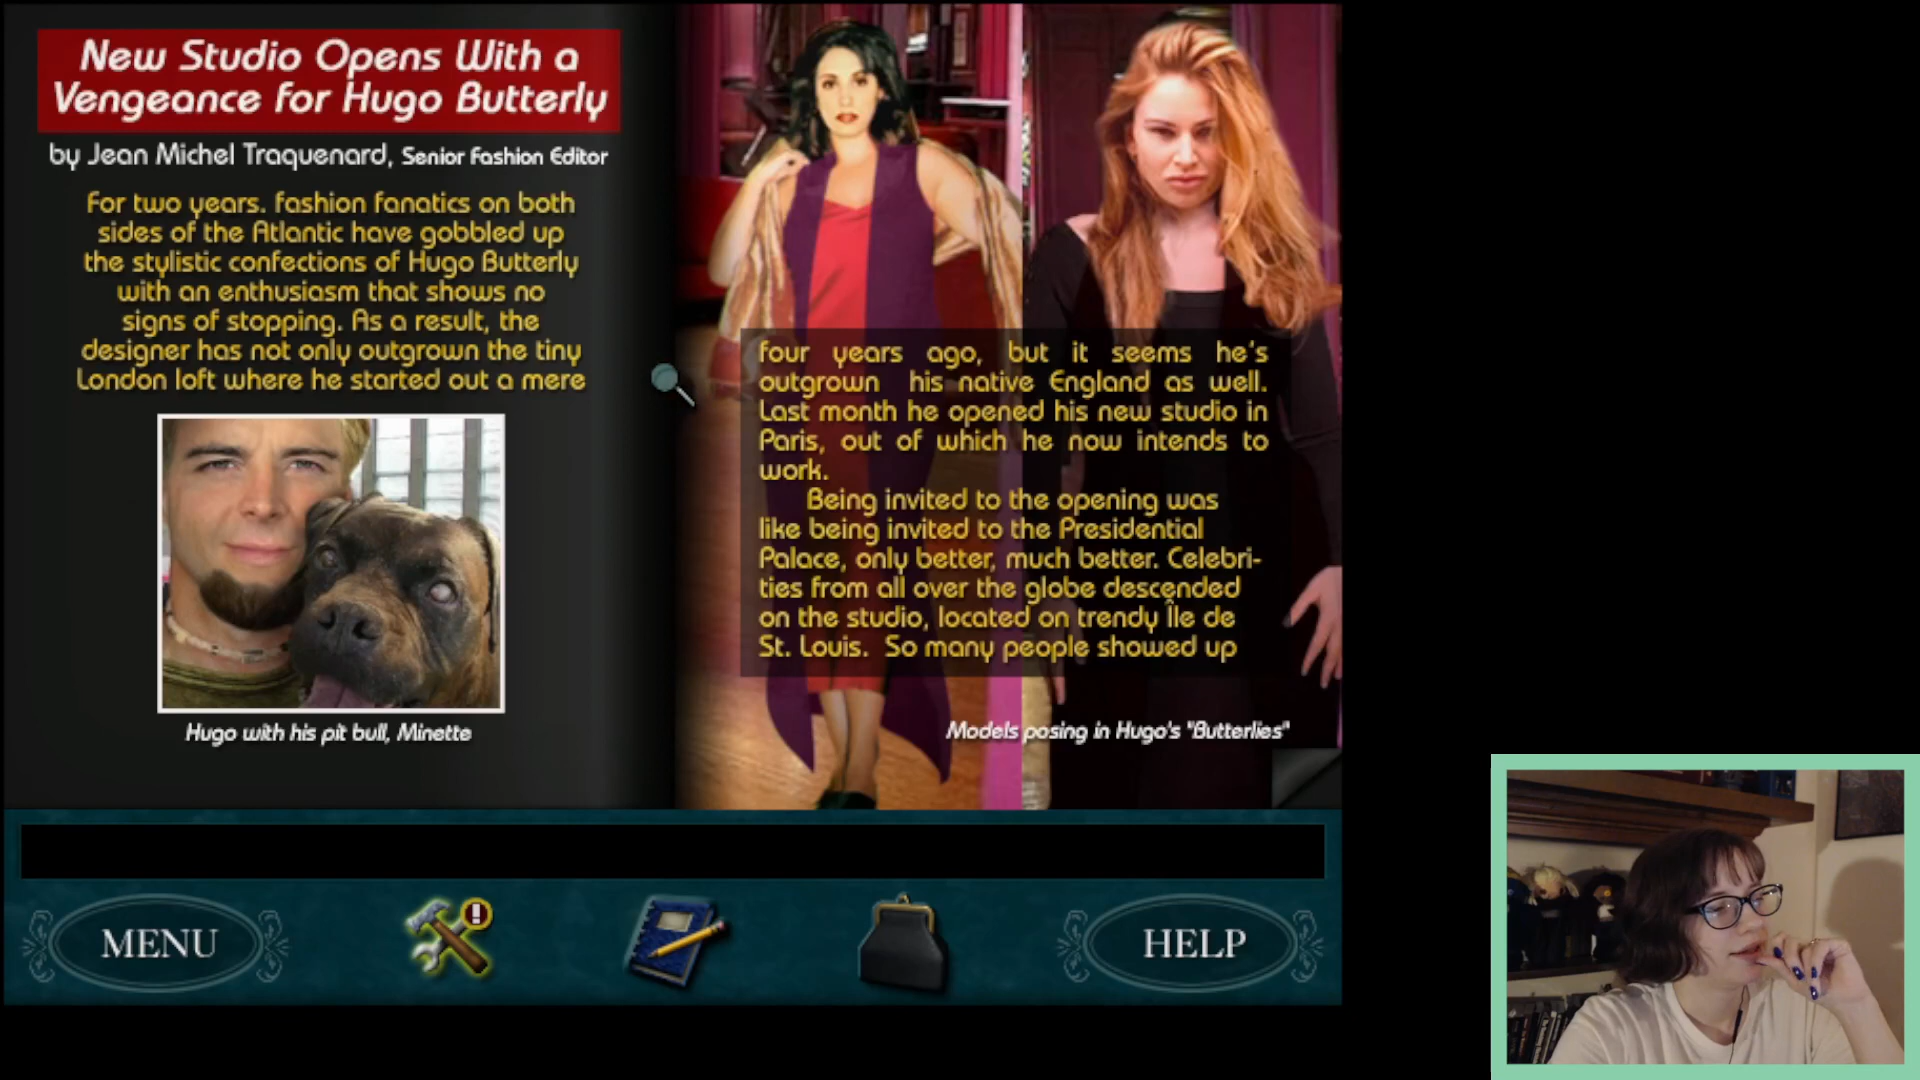 New Studio Opens With a
Vengeance for Hugo Butterly
by Jean Michel Traquenard, Senior Fashion Editor
For two years. fashion fanatics on both
sides of the Atlantic have gobbled up
the stylistic confections of Hugo Butterly
with an enthusiasm that shows no
signs of stopping. As a result, the
designer has not only outgrown the tiny
London loft where he started out a mere
Hugo with his pit bull, Minette
four years ago, but it seems he's
outgrown his native England as well.
Last month he opened his new studio in
Paris, out of which he now intends to
work.
Being invited to the opening was
like being invited to the Presidential
Palace, only better, much better. Celebri-
ties from all over the globe descended
on the studio, located on trendy Île de
St. Louis. So many people showed up
Models posing in Hugo's "Butterlies"
MENU
HELP